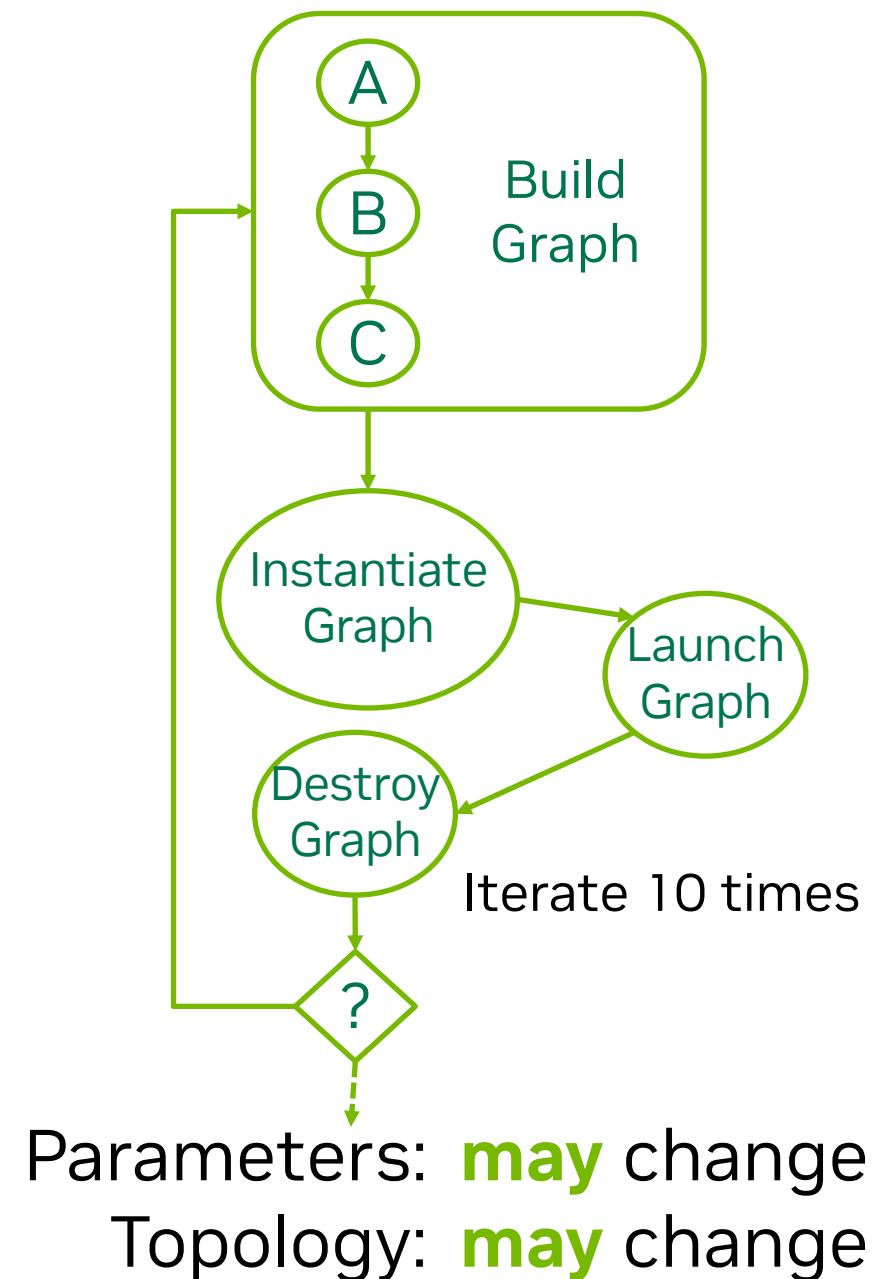 A
B
C
Build
Graph
Instantiate
Graph
Launch
Graph
Destroy
Graph
Iterate 10 times
?
Parameters: may change
Topology: may change